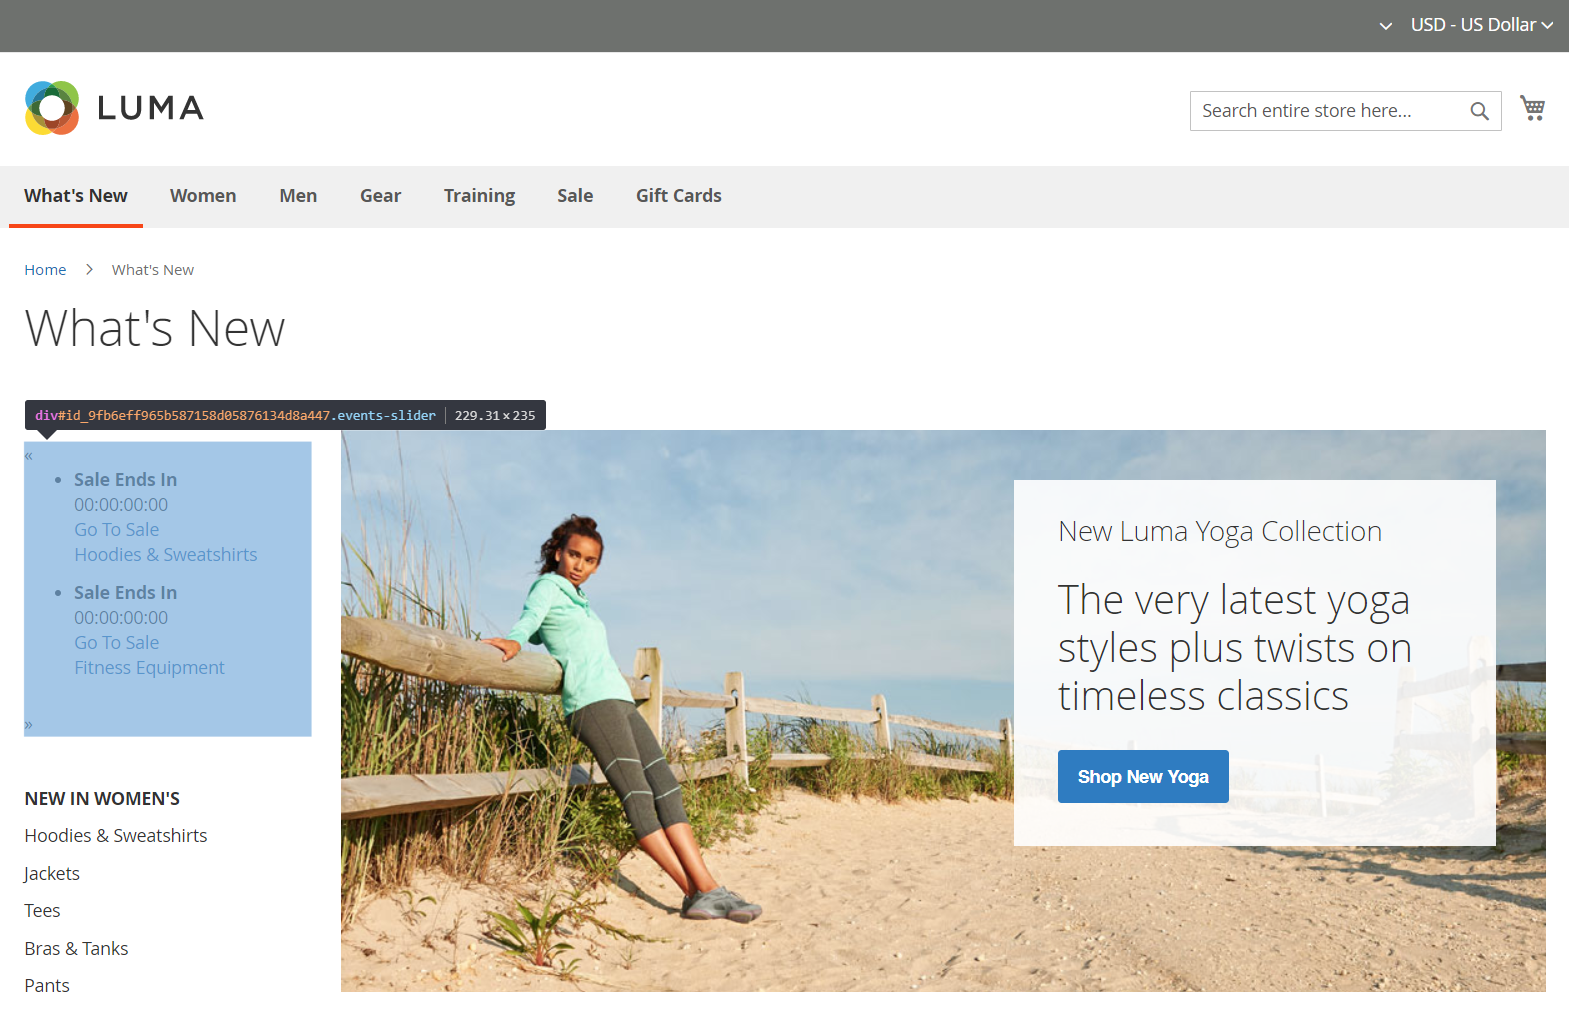 USD - US Dollar
LUMA
Search entire store here...
What's New Women Men Gear Training Sale Gift Cards
Home > What's New
What's New
div#id_9fb6eff965b587158d05876134d8a447.events-slider 229.31×235
«
• Sale Ends In
00:00:00:00
Go To Sale
Hoodies & Sweatshirts
• Sale Ends In
00:00:00:00
Go To Sale
Fitness Equipment
»
New Luma Yoga Collection
The very latest yoga
styles plus twists on
timeless classics
Shop New Yoga
NEW IN WOMEN'S
Hoodies & Sweatshirts
Jackets
Tees
Bras & Tanks
Pants